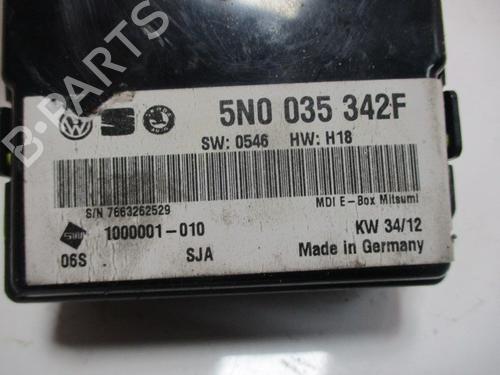 B-PARTS
5N0 035 342F
SW: 0546 HW: H18
S/N 7663262529
MDI E-Box Mitsumi
1000001-010
KW 34/12
06S
SJA
Made in Germany